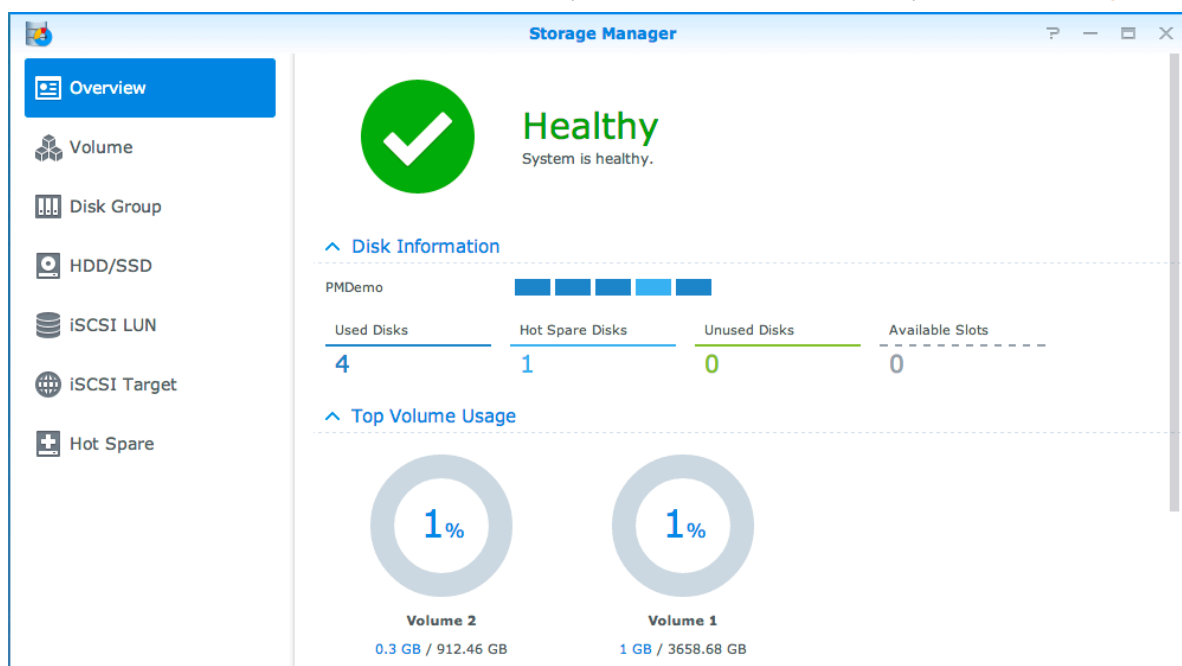 Storage Manager
Overview
Volume
Disk Group
HDD/SSD
iSCSI LUN
iSCSI Target
Hot Spare
Healthy
System is healthy.
Disk Information
PMDemo
Used Disks Hot Spare Disks Unused Disks Available Slots
4 1 0 0
Top Volume Usage
1% 1%
Volume 2 Volume 1
0.3 GB / 912.46 GB 1 GB / 3658.68 GB